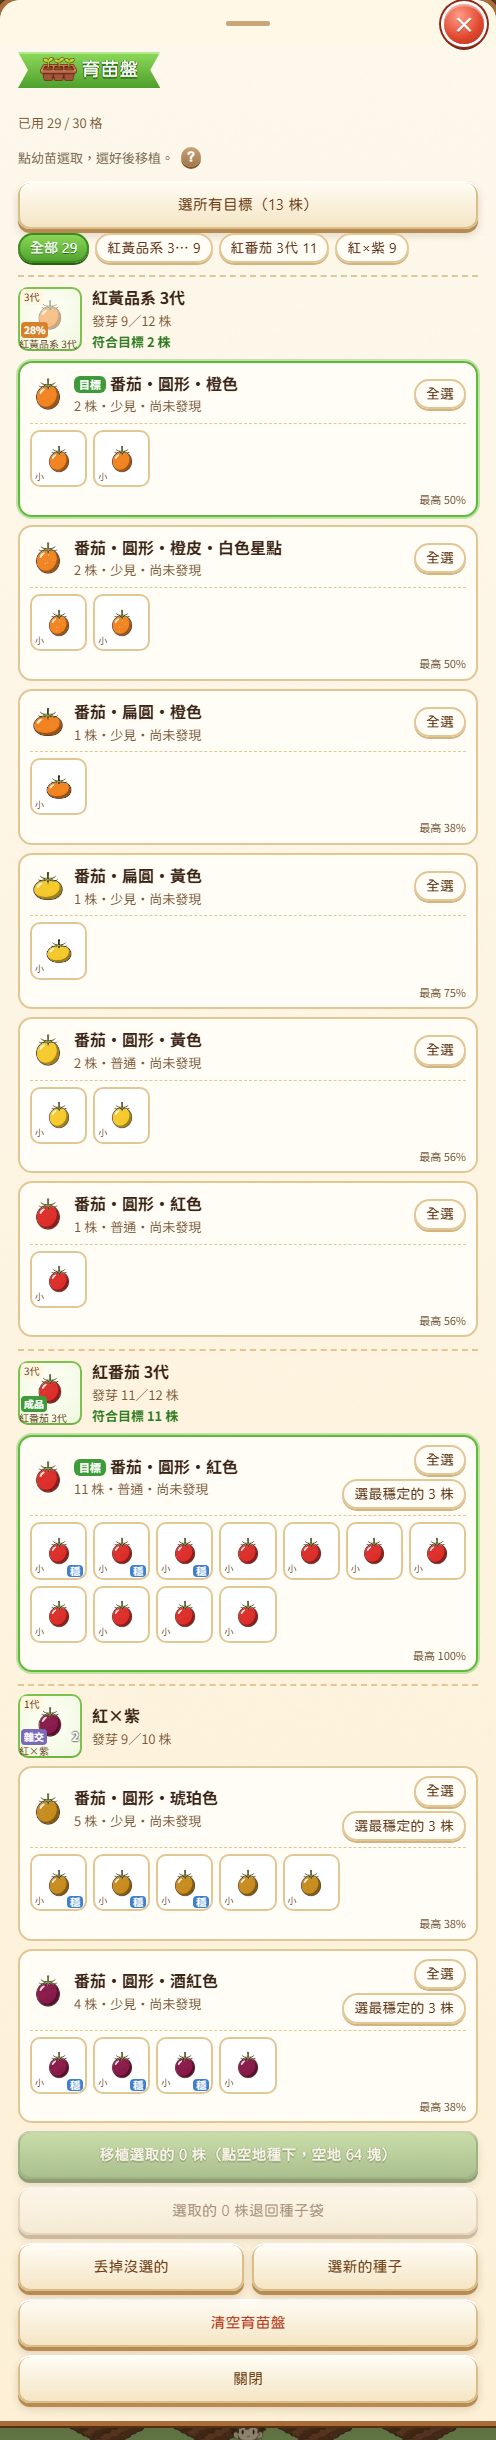 育苗盤
已用 29 / 30 格
點幼苗選取，選好後移植。 ?
選所有目標（13 株）
全部 29 紅黃品系 3… 9 紅番茄 3代 11 紅×紫 9
3代
28%
紅黃品系 3代
紅黃品系 3代
發芽 9／12 株
符合目標 2 株
目標 番茄・圓形・橙色
2 株・少見・尚未發現
全選
小 小
最高 50%
番茄・圓形・橙皮・白色星點
2 株・少見・尚未發現
全選
小 小
最高 50%
番茄・扁圓・橙色
1 株・少見・尚未發現
全選
小
最高 38%
番茄・扁圓・黃色
1 株・少見・尚未發現
全選
小
最高 75%
番茄・圓形・黃色
2 株・普通・尚未發現
全選
小 小
最高 56%
番茄・圓形・紅色
1 株・普通・尚未發現
全選
小
最高 56%
3代
成品
紅番茄 3代
紅番茄 3代
發芽 11／12 株
符合目標 11 株
目標 番茄・圓形・紅色
11 株・普通・尚未發現
全選
選最穩定的 3 株
小 穩 小 穩 小 穩 小 小 小 小
小 小 小 小
最高 100%
1代
雜交 2
紅×紫
紅×紫
發芽 9／10 株
番茄・圓形・琥珀色
5 株・少見・尚未發現
全選
選最穩定的 3 株
小 穩 小 穩 小 穩 小 小
最高 38%
番茄・圓形・酒紅色
4 株・少見・尚未發現
全選
選最穩定的 3 株
小 穩 小 穩 小 穩 小
最高 38%
移植選取的 0 株（點空地種下，空地 64 塊）
選取的 0 株退回種子袋
丟掉沒選的
選新的種子
清空育苗盤
關閉